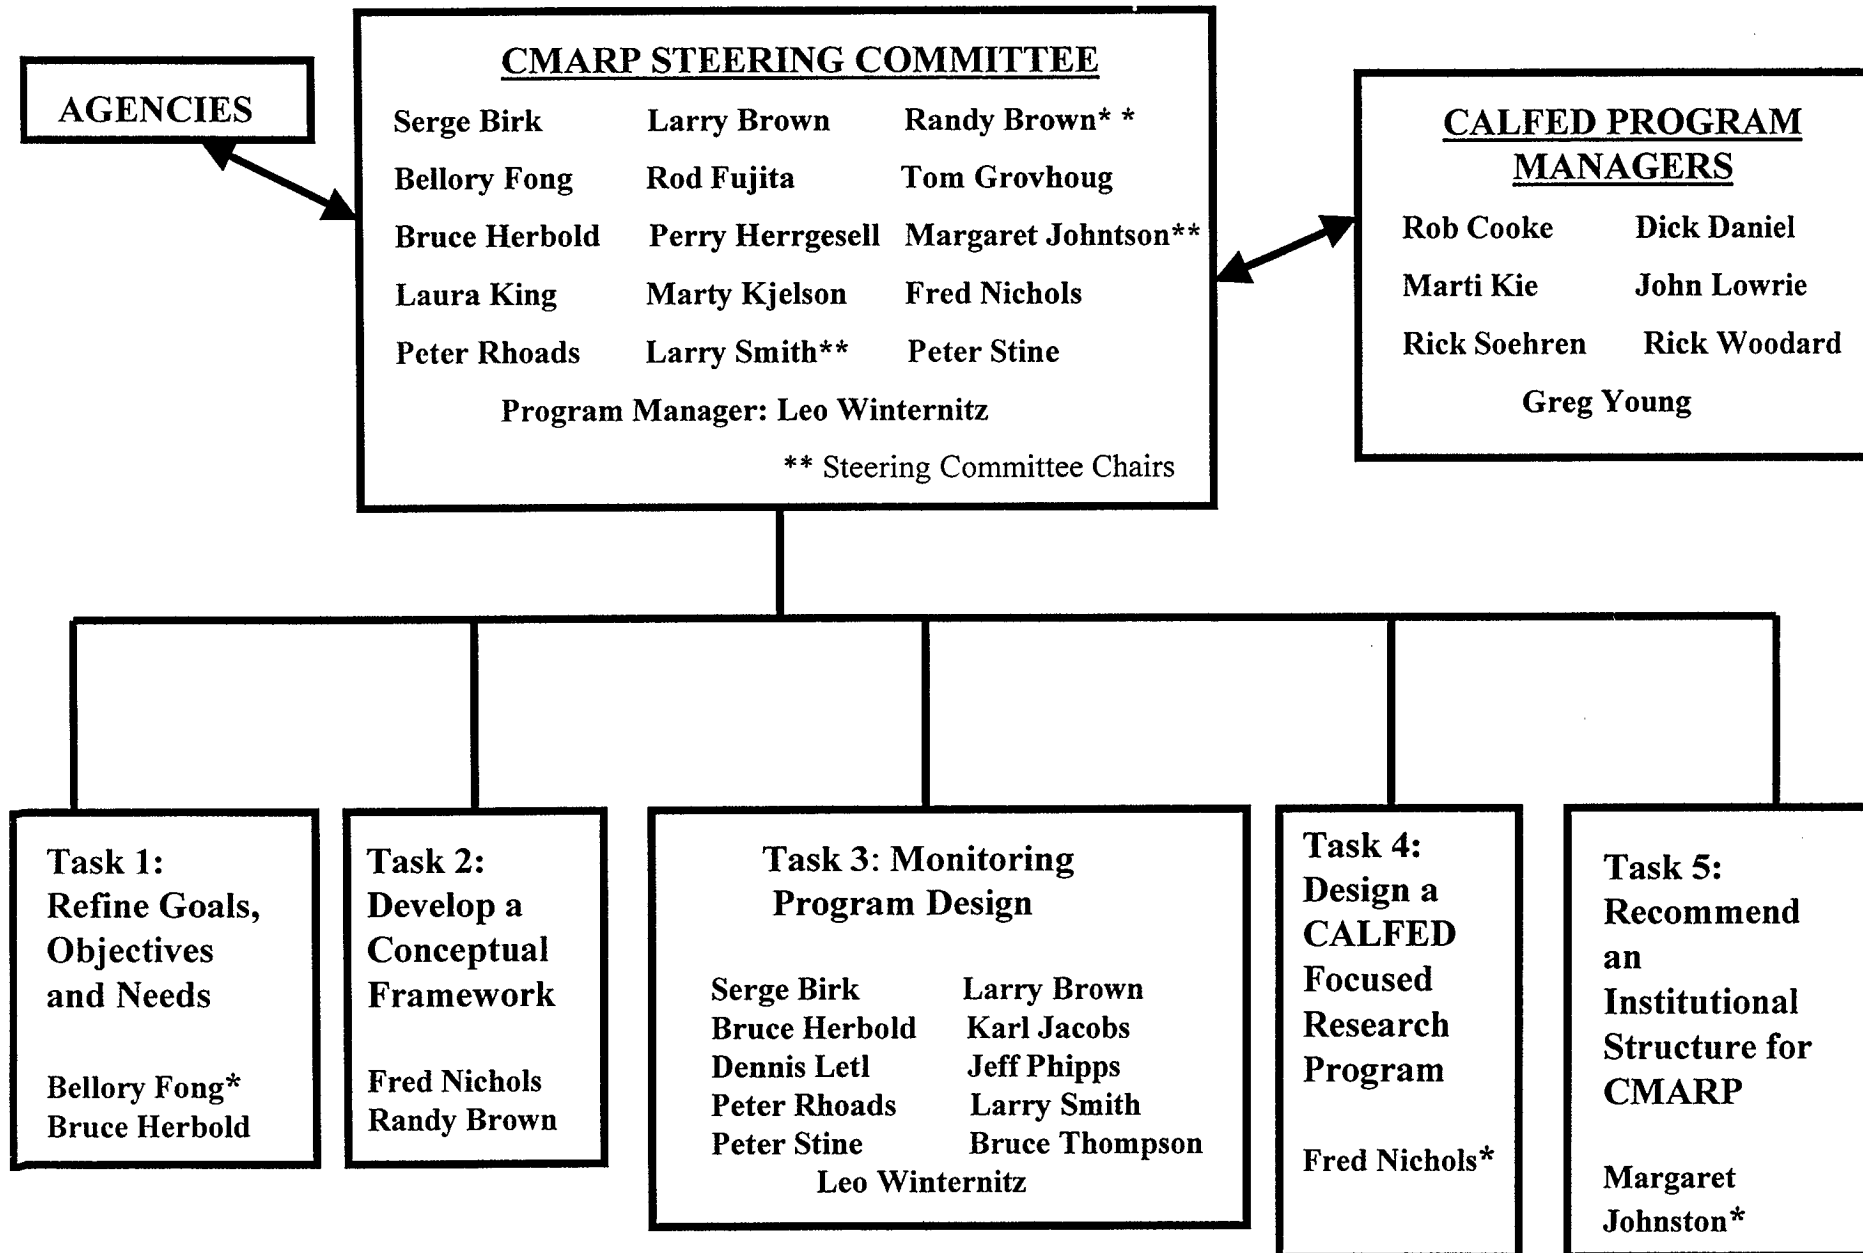 AGENCIES
CMARP STEERING COMMITTEE
Serge Birk Larry Brown Randy Brown* *
Bellory Fong Rod Fujita Tom Grovhoug
Bruce Herbold Perry Herrgesell Margaret Johntson**
Laura King Marty Kjelson Fred Nichols
Peter Rhoads Larry Smith** Peter Stine
Program Manager: Leo Winternitz
** Steering Committee Chairs
CALFED PROGRAM
MANAGERS
Rob Cooke Dick Daniel
Marti Kie John Lowrie
Rick Soehren Rick Woodard
Greg Young
Task 1:
Refine Goals,
Objectives
and Needs
Bellory Fong*
Bruce Herbold
Task 2:
Develop a
Conceptual
Framework
Fred Nichols
Randy Brown
Task 3: Monitoring
Program Design
Serge Birk Larry Brown
Bruce Herbold Karl Jacobs
Dennis Letl Jeff Phipps
Peter Rhoads Larry Smith
Peter Stine Bruce Thompson
Leo Winternitz
Task 4:
Design a
CALFED
Focused
Research
Program
Fred Nichols*
Task 5:
Recommend
an
Institutional
Structure for
CMARP
Margaret
Johnston*